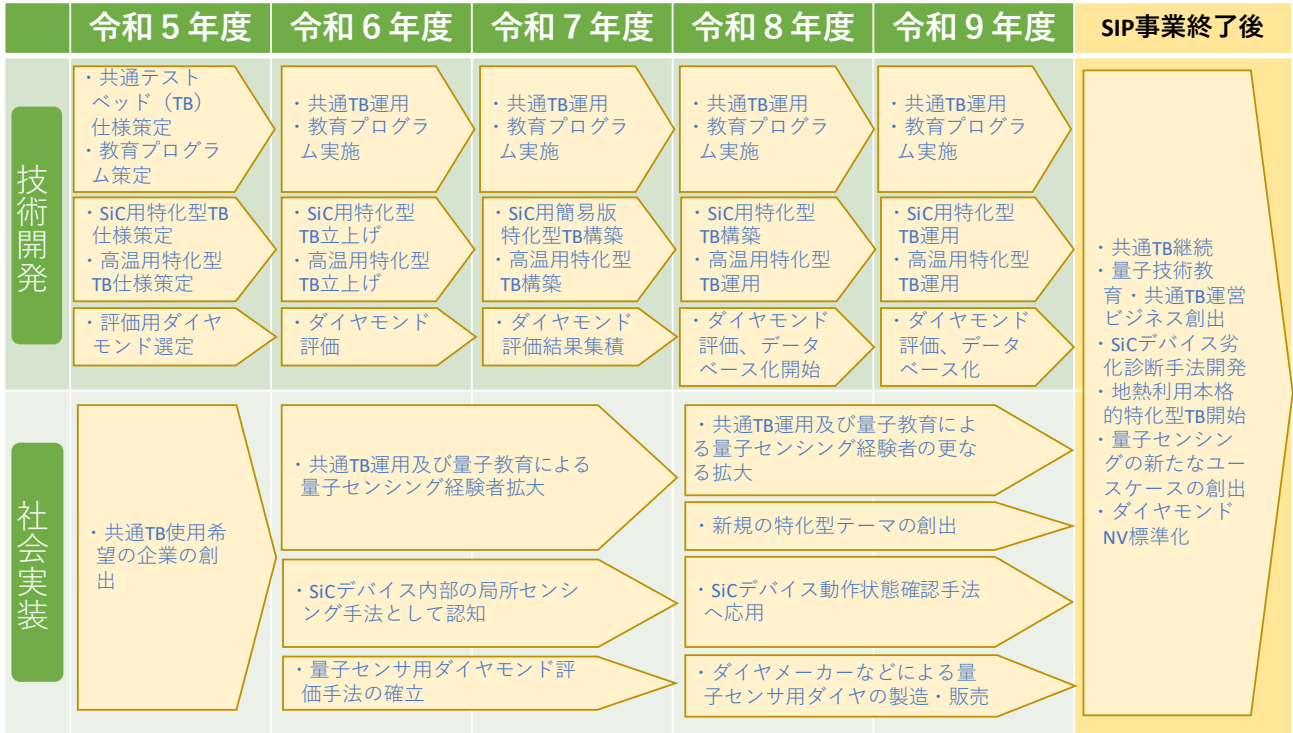 令和５年度
令和６年度
令和７年度
令和８年度
令和９年度
SIP事業終了後
技術開発
・共通テスト
ベッド（TB）
仕様策定
・教育プログラ
ム策定
・共通TB運用
・教育プログラ
ム実施
・共通TB運用
・教育プログラ
ム実施
・共通TB運用
・教育プログラ
ム実施
・共通TB運用
・教育プログラ
ム実施
・SiC用特化型TB
仕様策定
・高温用特化型
TB仕様策定
・SiC用特化型
TB立上げ
・高温用特化型
TB立上げ
・SiC用簡易版
特化型TB構築
・高温用特化型
TB構築
・SiC用特化型
TB構築
・高温用特化型
TB運用
・SiC用特化型
TB運用
・高温用特化型
TB運用
・評価用ダイヤ
モンド選定
・ダイヤモンド
評価
・ダイヤモンド
評価結果集積
・ダイヤモンド
評価、データ
ベース化開始
・ダイヤモンド
評価、データ
ベース化
社会実装
・共通TB使用希
望の企業の創
出
・共通TB運用及び量子教育による
量子センシング経験者拡大
・共通TB運用及び量子教育によ
る量子センシング経験者の更な
る拡大
・新規の特化型テーマの創出
・SiCデバイス内部の局所センシ
ング手法として認知
・SiCデバイス動作状態確認手法
へ応用
・量子センサ用ダイヤモンド評
価手法の確立
・ダイヤメーカーなどによる量
子センサ用ダイヤの製造・販売
・共通TB継続
・量子技術教
育・共通TB運営
ビジネス創出
・SiCデバイス劣
化診断手法開発
・地熱利用本格
的特化型TB開始
・量子センシン
グの新たなユー
スケースの創出
・ダイヤモンド
NV標準化